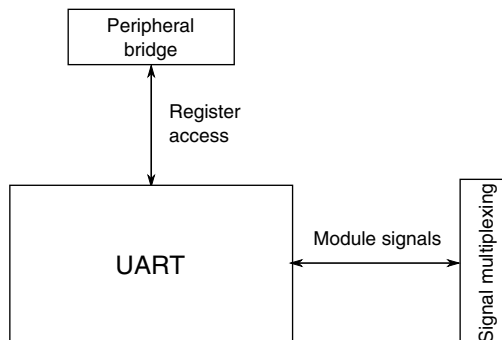 Peripheral
bridge
Register
access
UART
Module signals
Signal multiplexing